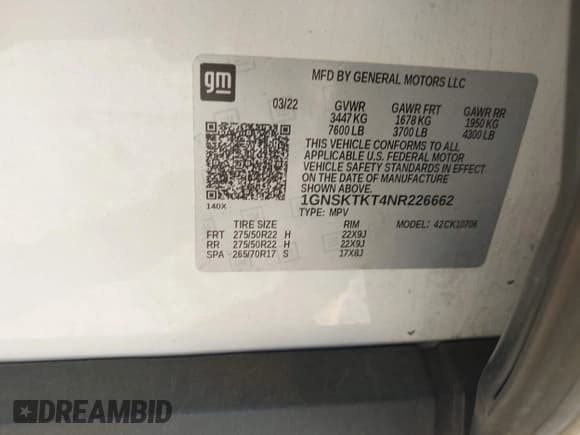 gm
MFD BY GENERAL MOTORS LLC
03/22 GVWR GAWR FRT GAWR RR
3447 KG 1678 KG 1950 KG
7600 LB 3700 LB 4300 LB
THIS VEHICLE CONFORMS TO ALL
APPLICABLE U.S. FEDERAL MOTOR
VEHICLE SAFETY STANDARDS IN EFFECT
ON THE DATE OF MANUFACTURE
SHOWN ABOVE.
1GNSKTKT4NR226662
140X TYPE: MPV MODEL: 42CK10706
TIRE SIZE RIM
FRT 275/50R22 H 22X9J
RR 275/50R22 H 22X9J
SPA 265/70R17 S 17X8J
DREAMBID